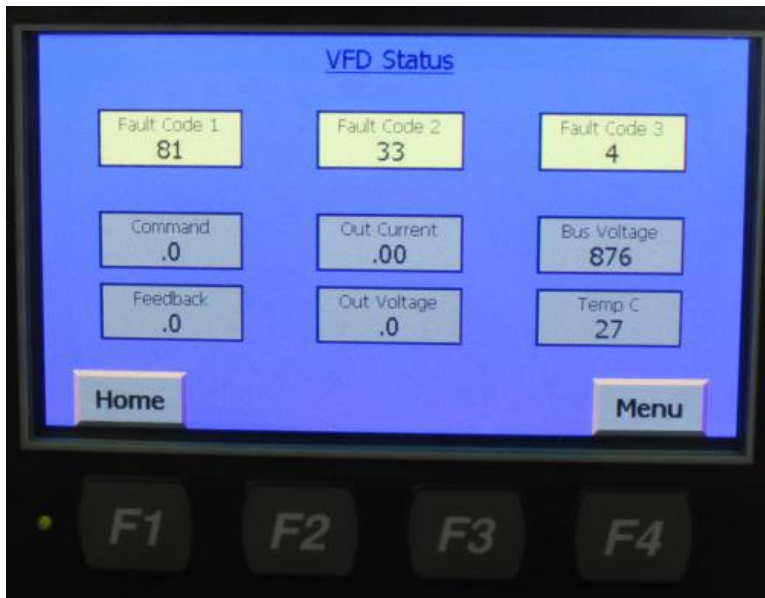 VFD Status
Fault Code 1
81
Fault Code 2
33
Fault Code 3
4
Command
.0
Out Current
.00
Bus Voltage
876
Feedback
.0
Out Voltage
.0
Temp C
27
Home
Menu
F1
F2
F3
F4